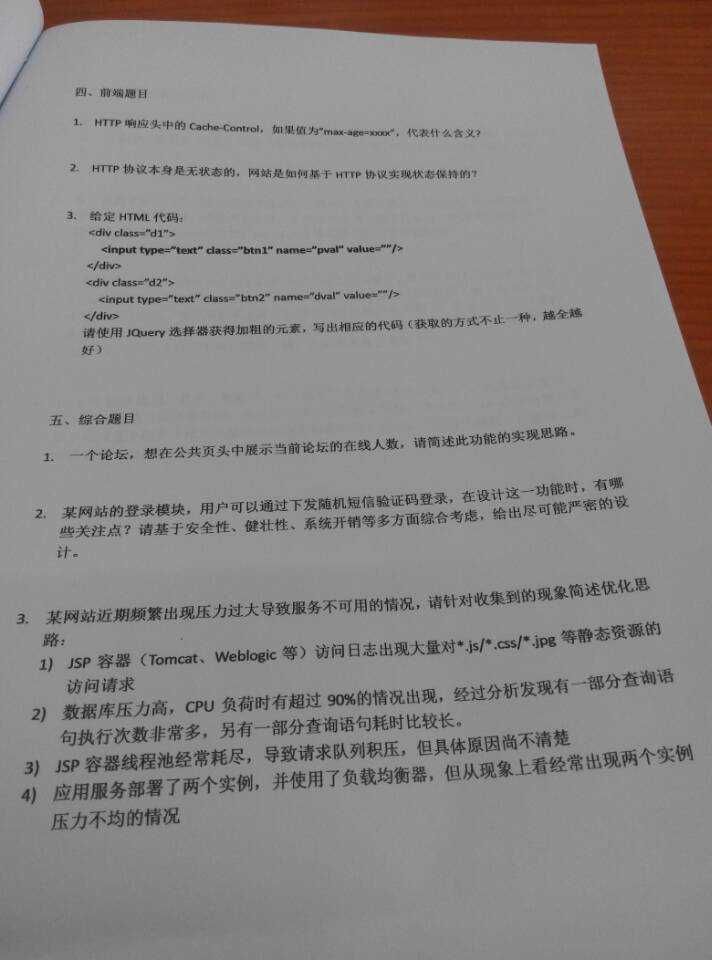 四、前端题目
1. HTTP 响应头中的 Cache-Control，如果值为"max-age=xxxx"，代表什么含义？
2. HTTP 协议本身是无状态的，网站是如何基于 HTTP 协议实现状态保持的？
3. 给定 HTML 代码：
<div class="d1">
<input type="text" class="btn1" name="pval" value=""/>
</div>
<div class="d2">
<input type="text" class="btn2" name="dval" value=""/>
</div>
请使用 JQuery 选择器获得加粗的元素，写出相应的代码（获取的方式不止一种，越全越
好）
五、综合题目
1. 一个论坛，想在公共页头中展示当前论坛的在线人数，请简述此功能的实现思路。
2. 某网站的登录模块，用户可以通过下发随机短信验证码登录，在设计这一功能时，有哪
些关注点？请基于安全性、健壮性、系统开销等多方面综合考虑，给出尽可能严密的设
计。
3. 某网站近期频繁出现压力过大导致服务不可用的情况，请针对收集到的现象简述优化思
路：
1) JSP 容器（Tomcat、Weblogic 等）访问日志出现大量对*.js/*.css/*.jpg 等静态资源的
访问请求
2) 数据库压力高，CPU 负荷时有超过 90%的情况出现，经过分析发现有一部分查询语
句执行次数非常多，另有一部分查询语句耗时比较长。
3) JSP 容器线程池经常耗尽，导致请求队列积压，但具体原因尚不清楚
4) 应用服务部署了两个实例，并使用了负载均衡器，但从现象上看经常出现两个实例
压力不均的情况